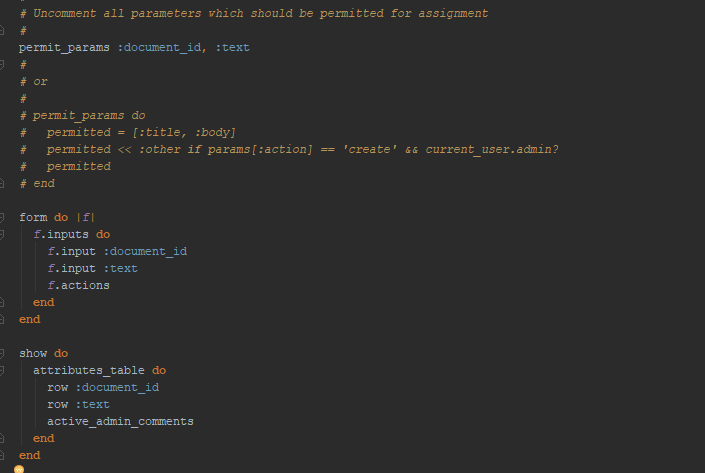 # Uncomment all parameters which should be permitted for assignment
#
permit_params :document_id, :text
#
# or
#
# permit_params do
#   permitted = [:title, :body]
#   permitted << :other if params[:action] == 'create' && current_user.admin?
#   permitted
# end
form do |f|
  f.inputs do
    f.input :document_id
    f.input :text
    f.actions
  end
end
show do
  attributes_table do
    row :document_id
    row :text
    active_admin_comments
  end
end